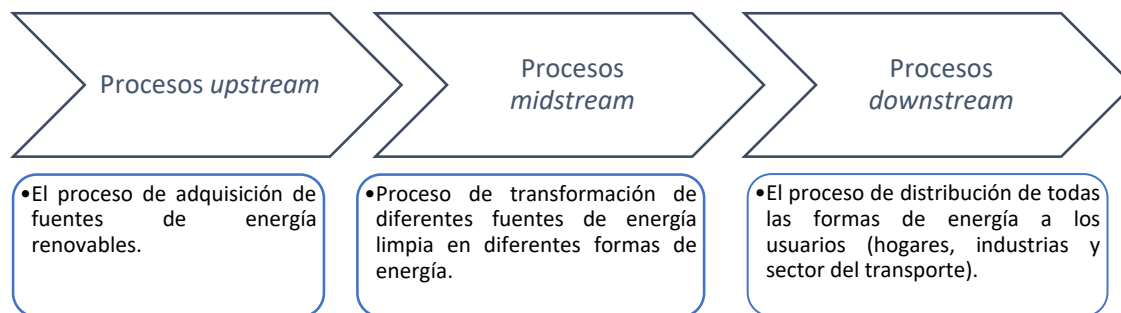 Procesos upstream
Procesos
midstream
Procesos
downstream
•El proceso de adquisición de
fuentes de energía
renovables.
•Proceso de transformación de
diferentes fuentes de energía
limpia en diferentes formas de
energía.
•El proceso de distribución de todas
las formas de energía a los
usuarios (hogares, industrias y
sector del transporte).